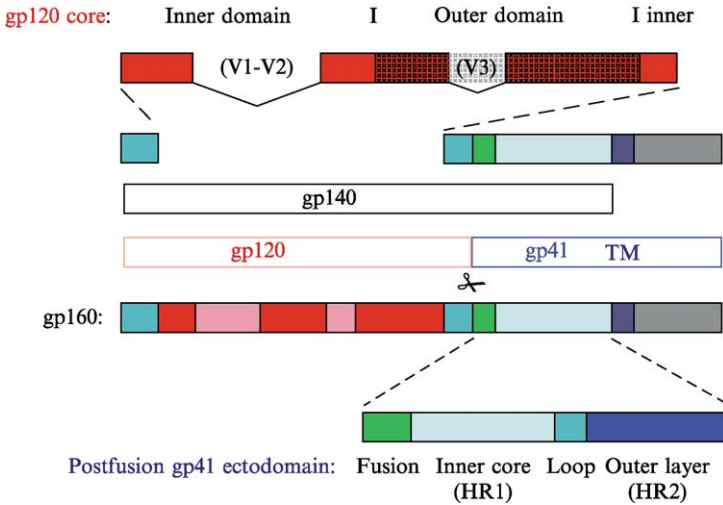 gp120 core: Inner domain I Outer domain I inner
(V1-V2) (V3)
gp140
gp120 gp41 TM
gp160:
Postfusion gp41 ectodomain: Fusion Inner core Loop Outer layer
(HR1) (HR2)